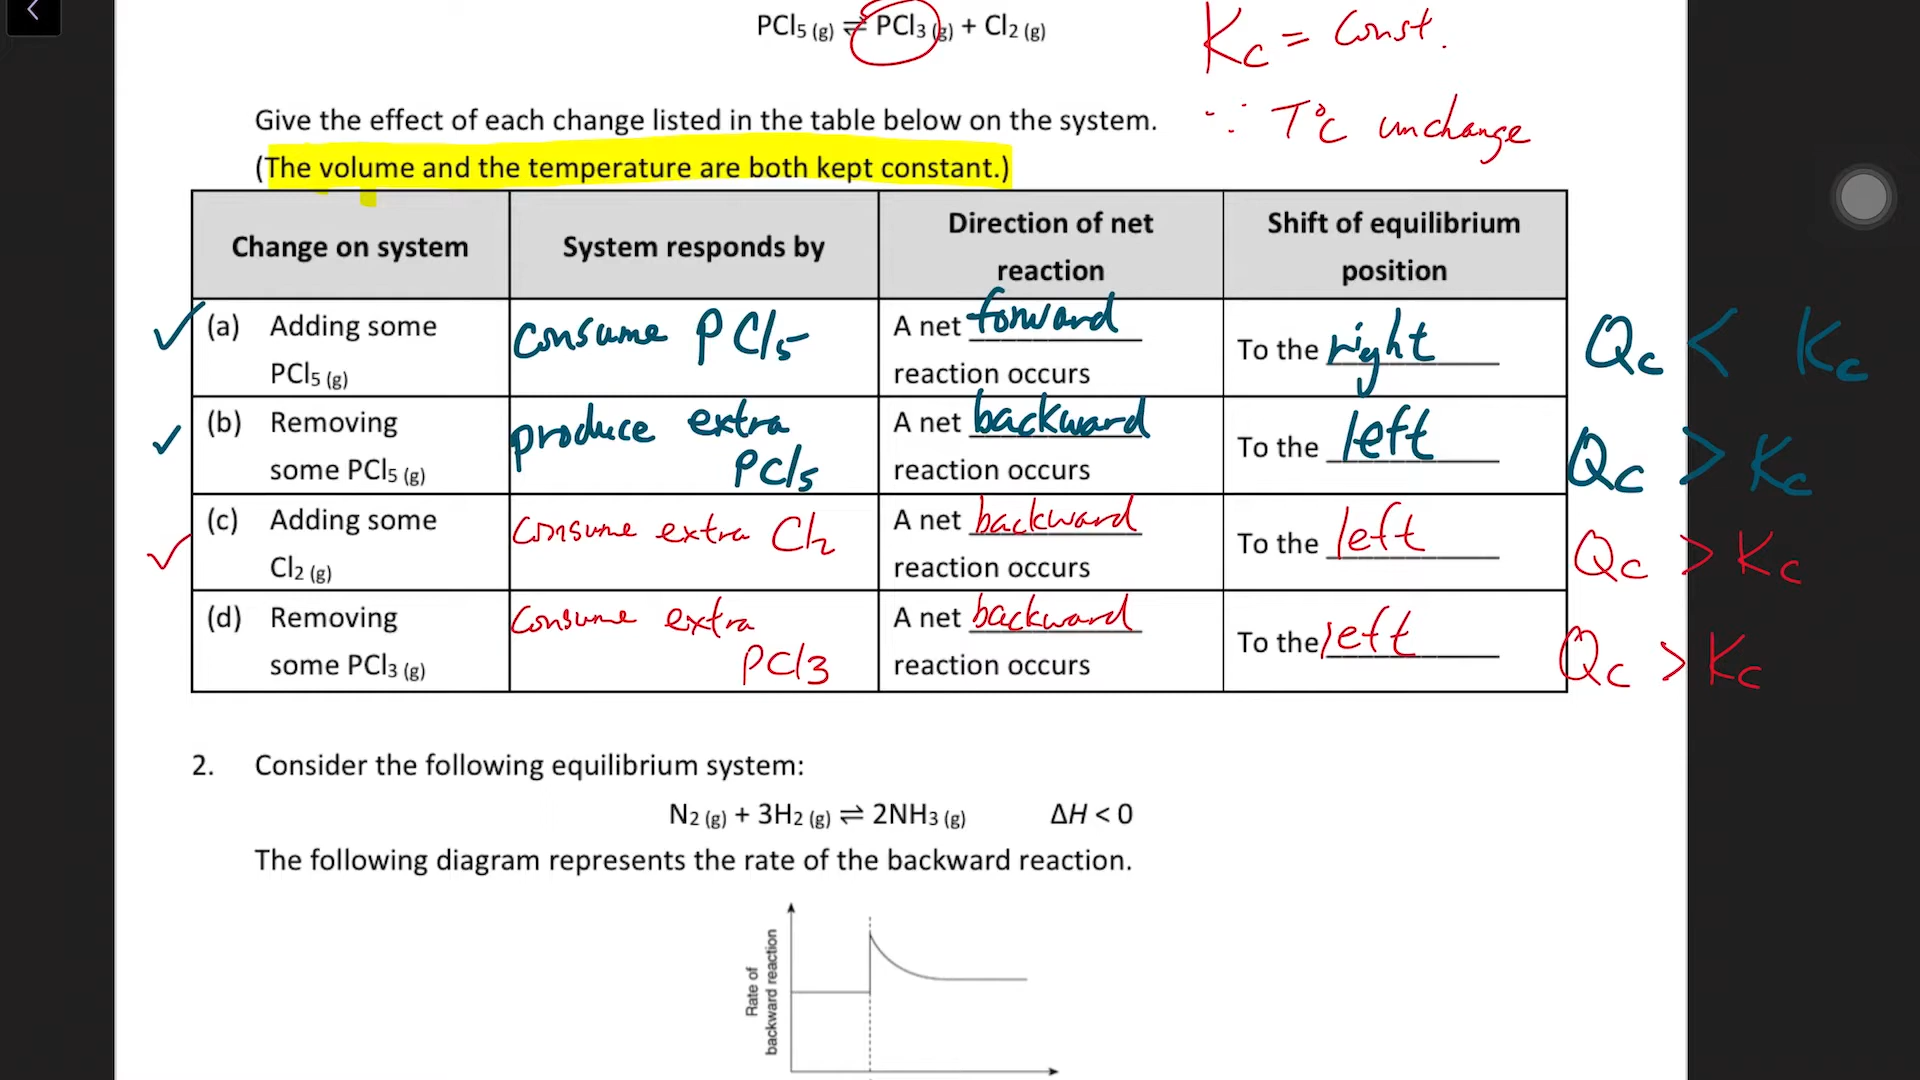 PCl5 (g) ⇌ PCl3 (g) + Cl2 (g)
Kc = Const.
∵ T°C unchange
Give the effect of each change listed in the table below on the system.
(The volume and the temperature are both kept constant.)
Change on system
System responds by
Direction of net
reaction
Shift of equilibrium
position
(a) Adding some
PCl5 (g)
consume PCl5
A net forward
reaction occurs
To the right
Qc < Kc
(b) Removing
some PCl5 (g)
produce extra
PCl5
A net backward
reaction occurs
To the left
Qc > Kc
(c) Adding some
Cl2 (g)
Consume extra Cl2
A net backward
reaction occurs
To the left
Qc > Kc
(d) Removing
some PCl3 (g)
Consume extra
PCl3
A net backward
reaction occurs
To the left
Qc > Kc
2. Consider the following equilibrium system:
N2 (g) + 3H2 (g) ⇌ 2NH3 (g) ΔH < 0
The following diagram represents the rate of the backward reaction.
Rate of
backward reaction